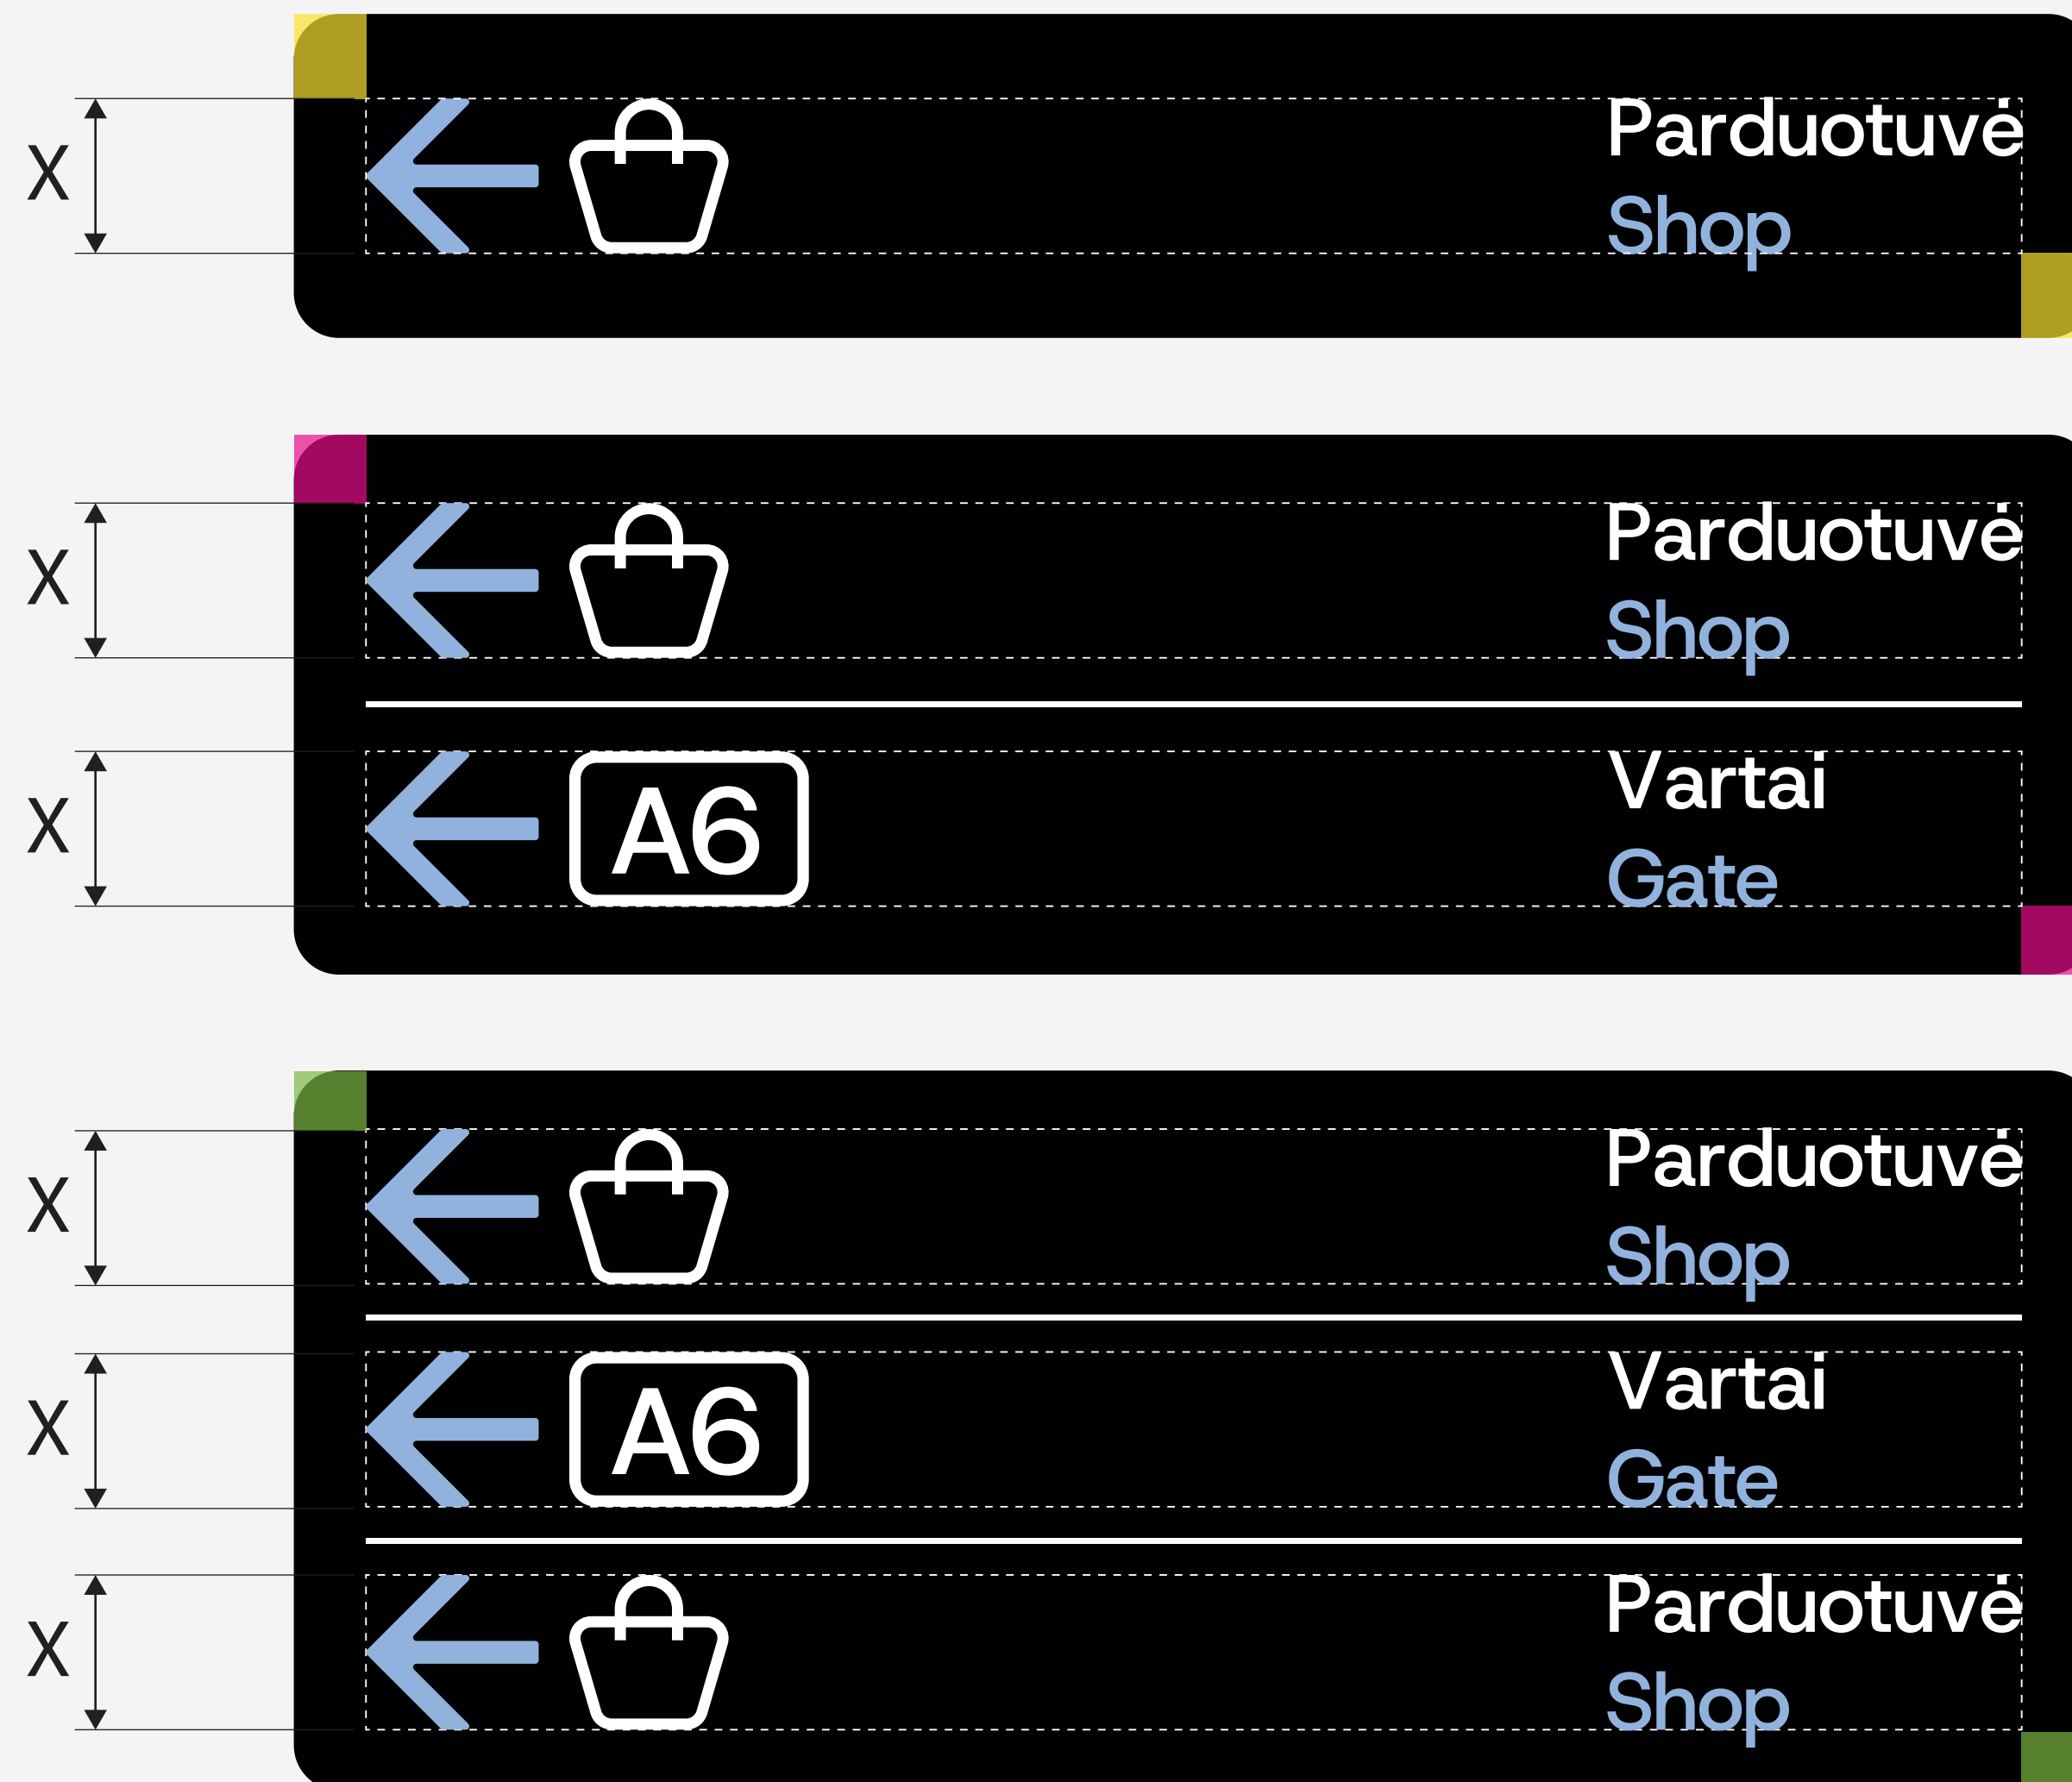 X
Parduotuvė
Shop
X
Parduotuvė
Shop
X
A6
Vartai
Gate
X
Parduotuvė
Shop
X
A6
Vartai
Gate
X
Parduotuvė
Shop